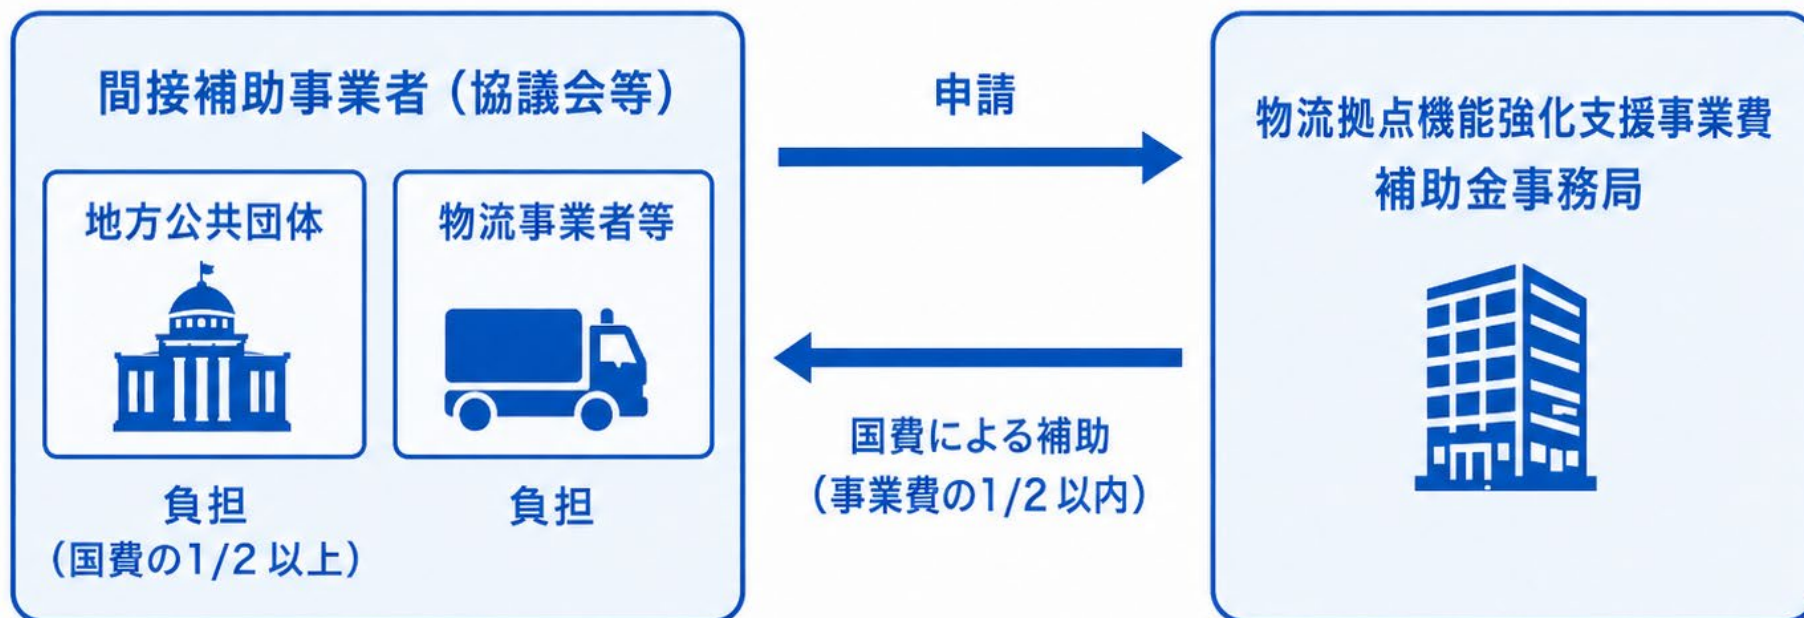 間接補助事業者（協議会等）
地方公共団体
物流事業者等
負担
（国費の1/2 以上）
負担
申請
国費による補助
（事業費の1/2 以内）
物流拠点機能強化支援事業費
補助金事務局